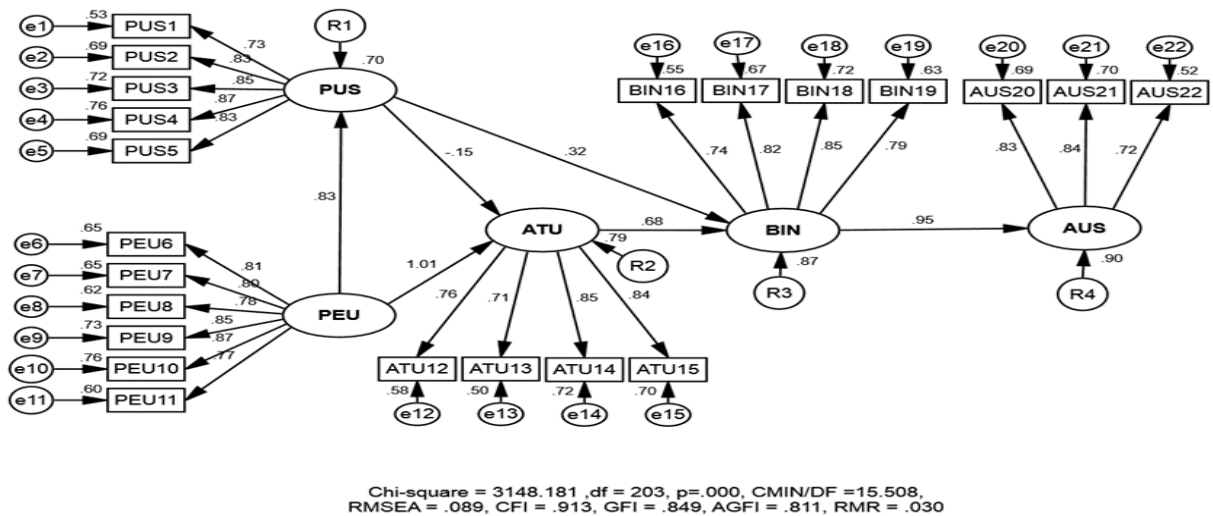 e1 .53 PUS1
e2 .69 PUS2
e3 .72 PUS3
e4 .76 PUS4
e5 .69 PUS5
.73
.83
.85
.87
.83
R1
.70
PUS
.83
-.15
.32
e6 .65 PEU6
e7 .65 PEU7
e8 .62 PEU8
e9 .73 PEU9
e10 .76 PEU10
e11 .60 PEU11
.81
.80
.78
.85
.87
.77
PEU
1.01
ATU
.79
R2
.68
.76 .71 .85 .84
ATU12 ATU13 ATU14 ATU15
.58 .50 .72 .70
e12 e13 e14 e15
e16 e17 e18 e19
.55 .67 .72 .63
BIN16 BIN17 BIN18 BIN19
.74 .82 .85 .79
BIN
.87
R3
.95
e20 e21 e22
.69 .70 .52
AUS20 AUS21 AUS22
.83 .84 .72
AUS
.90
R4
Chi-square = 3148.181 ,df = 203, p=.000, CMIN/DF =15.508,
RMSEA = .089, CFI = .913, GFI = .849, AGFI = .811, RMR = .030